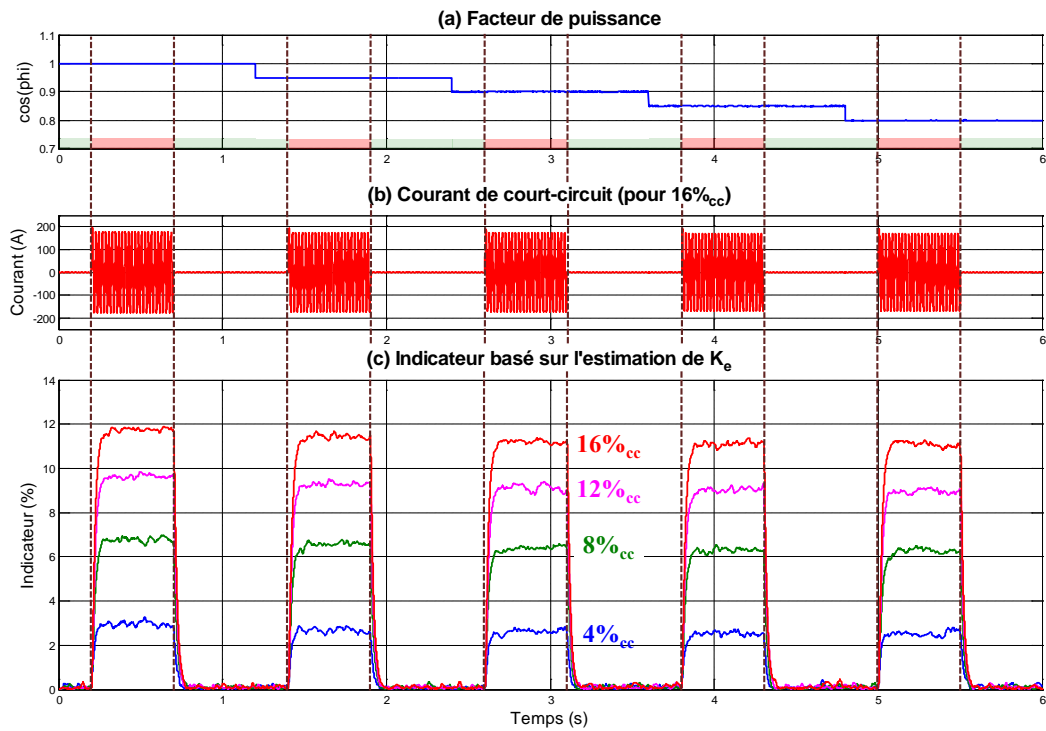 (a) Facteur de puissance
cos(phi)
1.1
1
0.9
0.8
0.7
0 1 2 3 4 5 6
(b) Courant de court-circuit (pour 16%cc)
Courant (A)
200
100
0
-100
-200
0 1 2 3 4 5 6
(c) Indicateur basé sur l'estimation de Ke
Indicateur (%)
14
12
10
8
6
4
2
0
16%cc
12%cc
8%cc
4%cc
0 1 2 3 4 5 6
Temps (s)